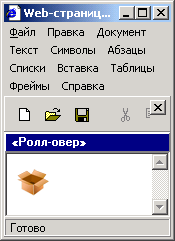 Web-страниц...
Файл Правка Документ
Текст Символы Абзацы
Списки Вставка Таблицы
Фреймы Справка
«Ролл-овер»
Готово